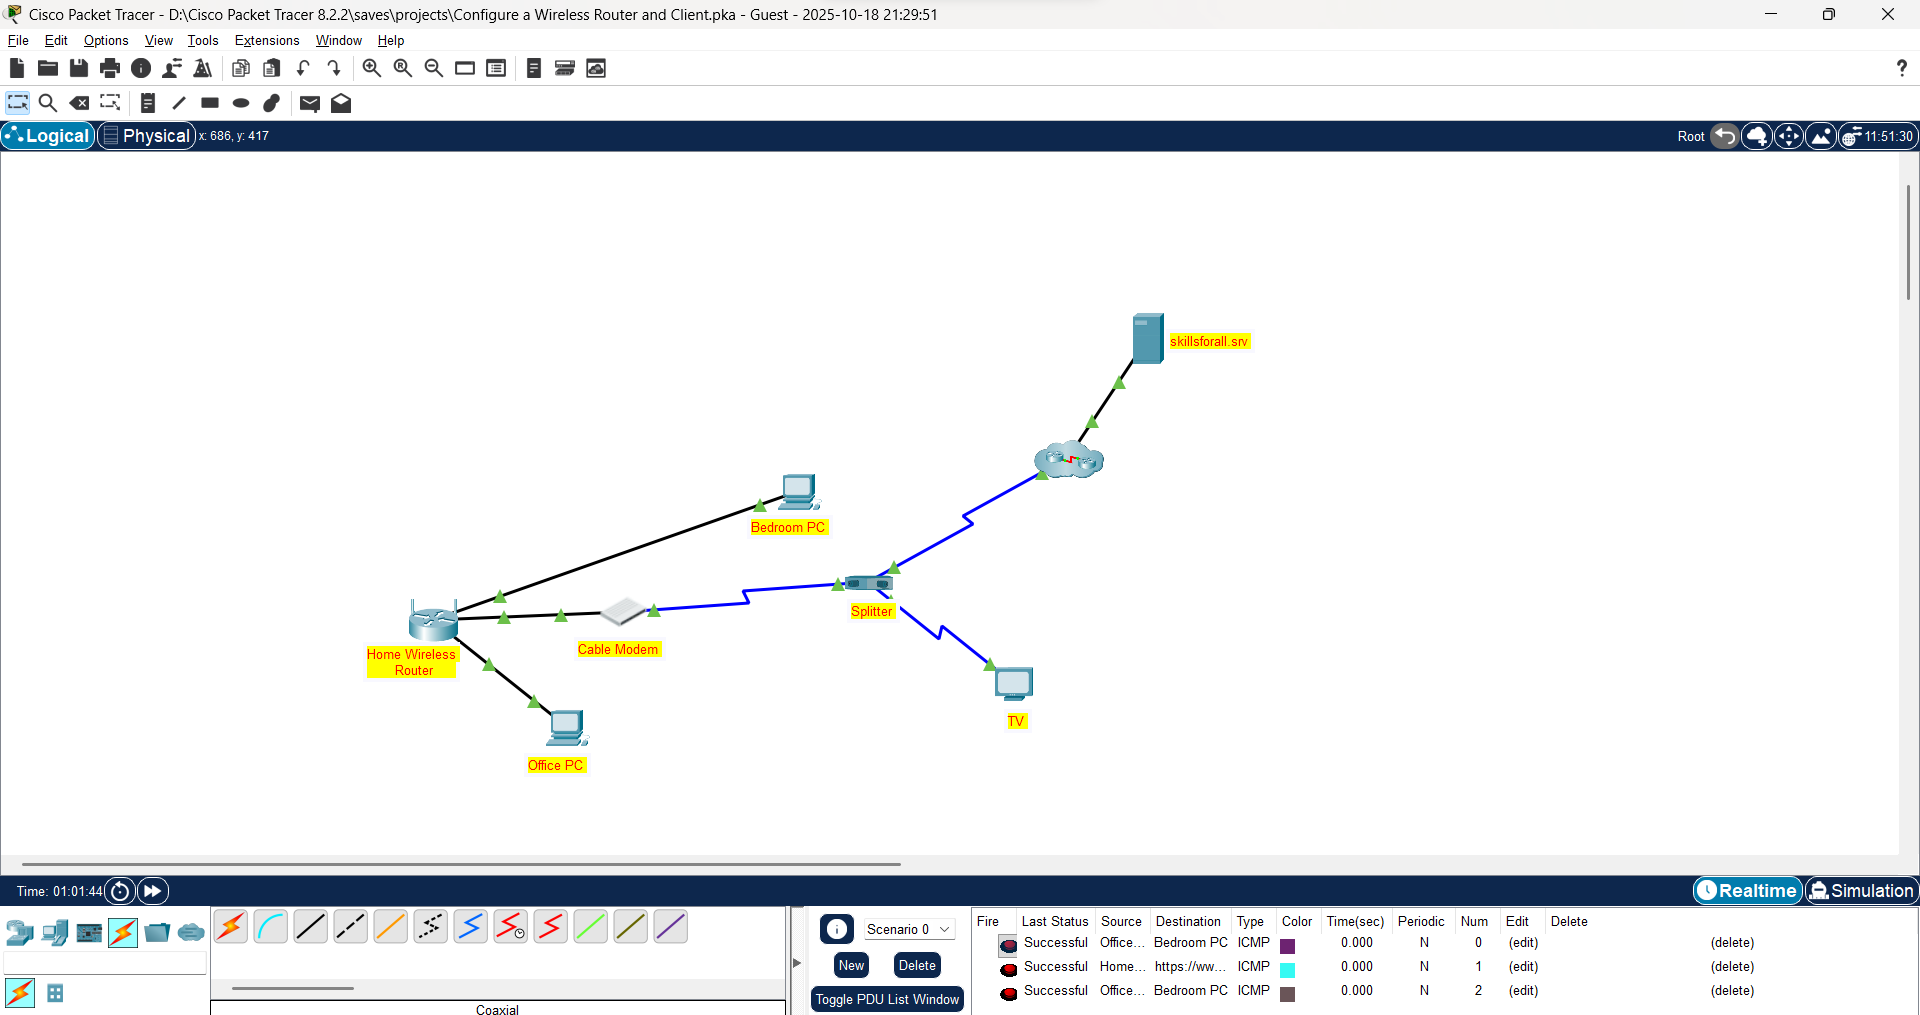 Cisco Packet Tracer - D:\Cisco Packet Tracer 8.2.2\saves\projects\Configure a Wireless Router and Client.pka - Guest - 2025-10-18 21:29:51
File Edit Options View Tools Extensions Window Help
?
Logical Physical x: 686, y: 417 Root 11:51:30
skillsforall.srv
Bedroom PC
Splitter
Cable Modem
Home Wireless
Router
TV
Office PC
Time: 01:01:44 Realtime Simulation
Scenario 0
New Delete
Toggle PDU List Window
Coaxial
Fire Last Status Source Destination Type Color Time(sec) Periodic Num Edit Delete
Successful Office... Bedroom PC ICMP 0.000 N 0 (edit) (delete)
Successful Home... https://ww... ICMP 0.000 N 1 (edit) (delete)
Successful Office... Bedroom PC ICMP 0.000 N 2 (edit) (delete)